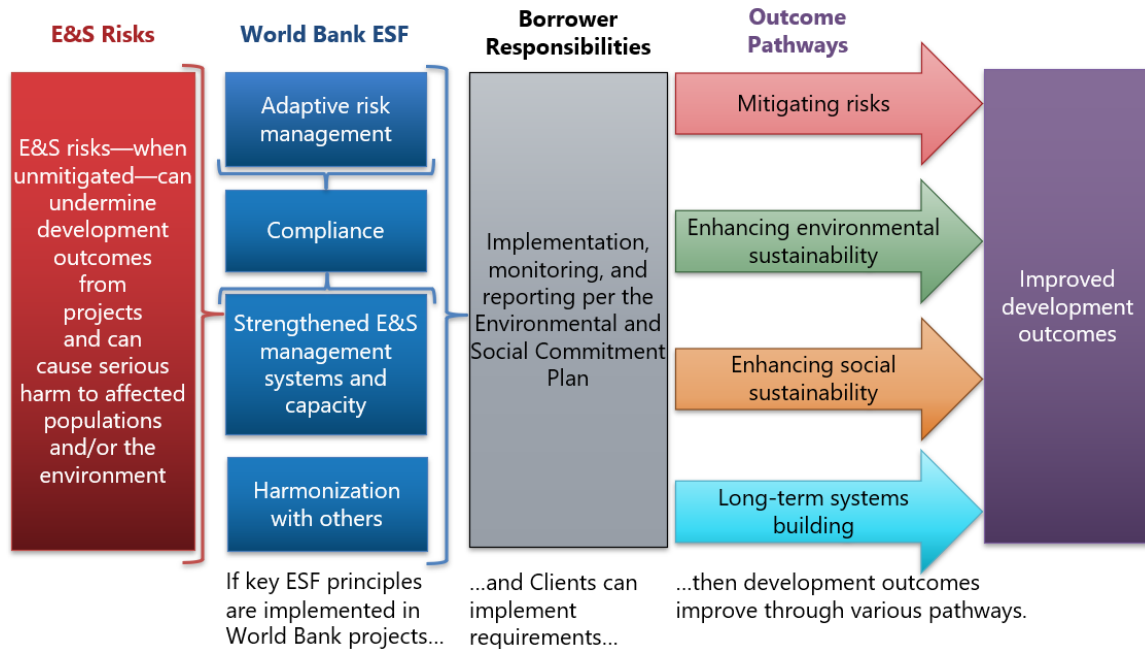 E&S Risks
World Bank ESF
Borrower
Responsibilities
Outcome
Pathways
E&S risks—when
unmitigated—can
undermine
development
outcomes
from
projects
and can
cause serious
harm to affected
populations
and/or the
environment
Adaptive risk
management
Compliance
Strengthened E&S
management
systems and
capacity
Harmonization
with others
Implementation,
monitoring, and
reporting per the
Environmental and
Social Commitment
Plan
Mitigating risks
Enhancing environmental
sustainability
Enhancing social
sustainability
Long-term systems
building
Improved
development
outcomes
If key ESF principles
are implemented in
World Bank projects...
...and Clients can
implement
requirements...
...then development outcomes
improve through various pathways.